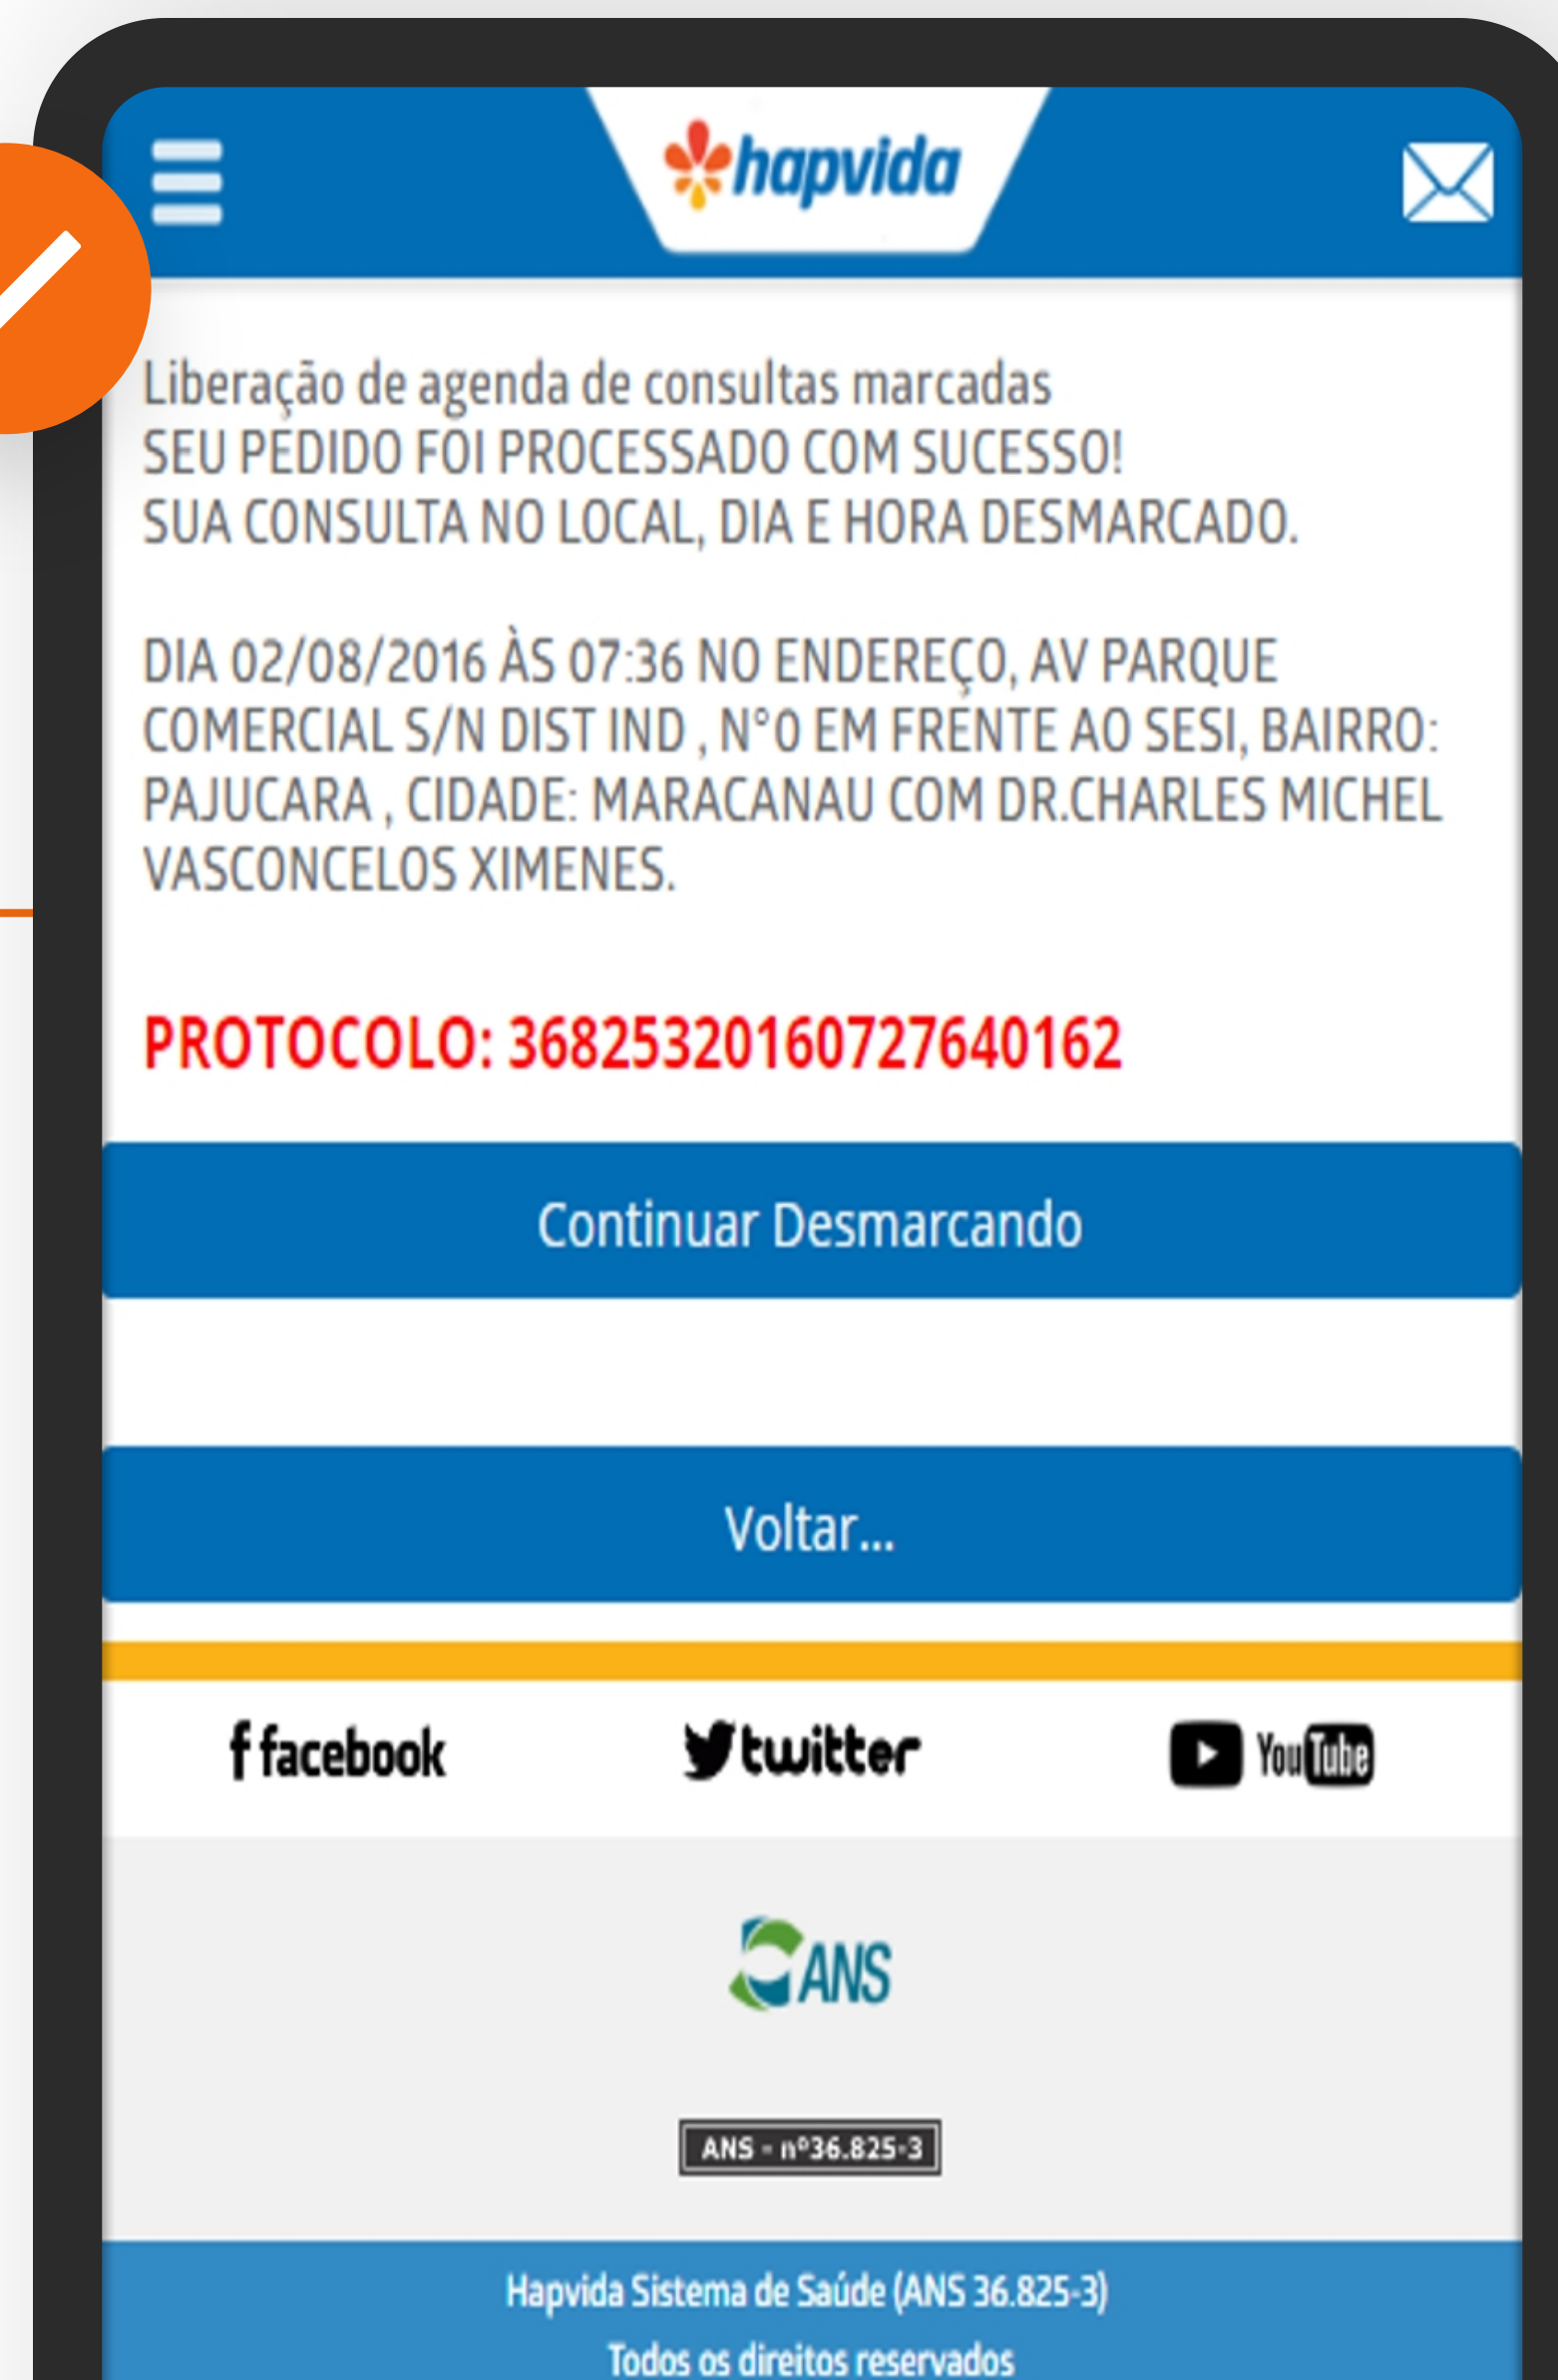 hapvida
Liberação de agenda de consultas marcadas
SEU PEDIDO FOI PROCESSADO COM SUCESSO!
SUA CONSULTA NO LOCAL, DIA E HORA DESMARCADO.
DIA 02/08/2016 ÀS 07:36 NO ENDEREÇO, AV PARQUE
COMERCIAL S/N DIST IND , N°0 EM FRENTE AO SESI, BAIRRO:
PAJUCARA , CIDADE: MARACANAU COM DR.CHARLES MICHEL
VASCONCELOS XIMENES.
PROTOCOLO: 36825320160727640162
Continuar Desmarcando
Voltar...
f facebook twitter YouTube
ANS
ANS - nº36.825-3
Hapvida Sistema de Saúde (ANS 36.825-3)
Todos os direitos reservados